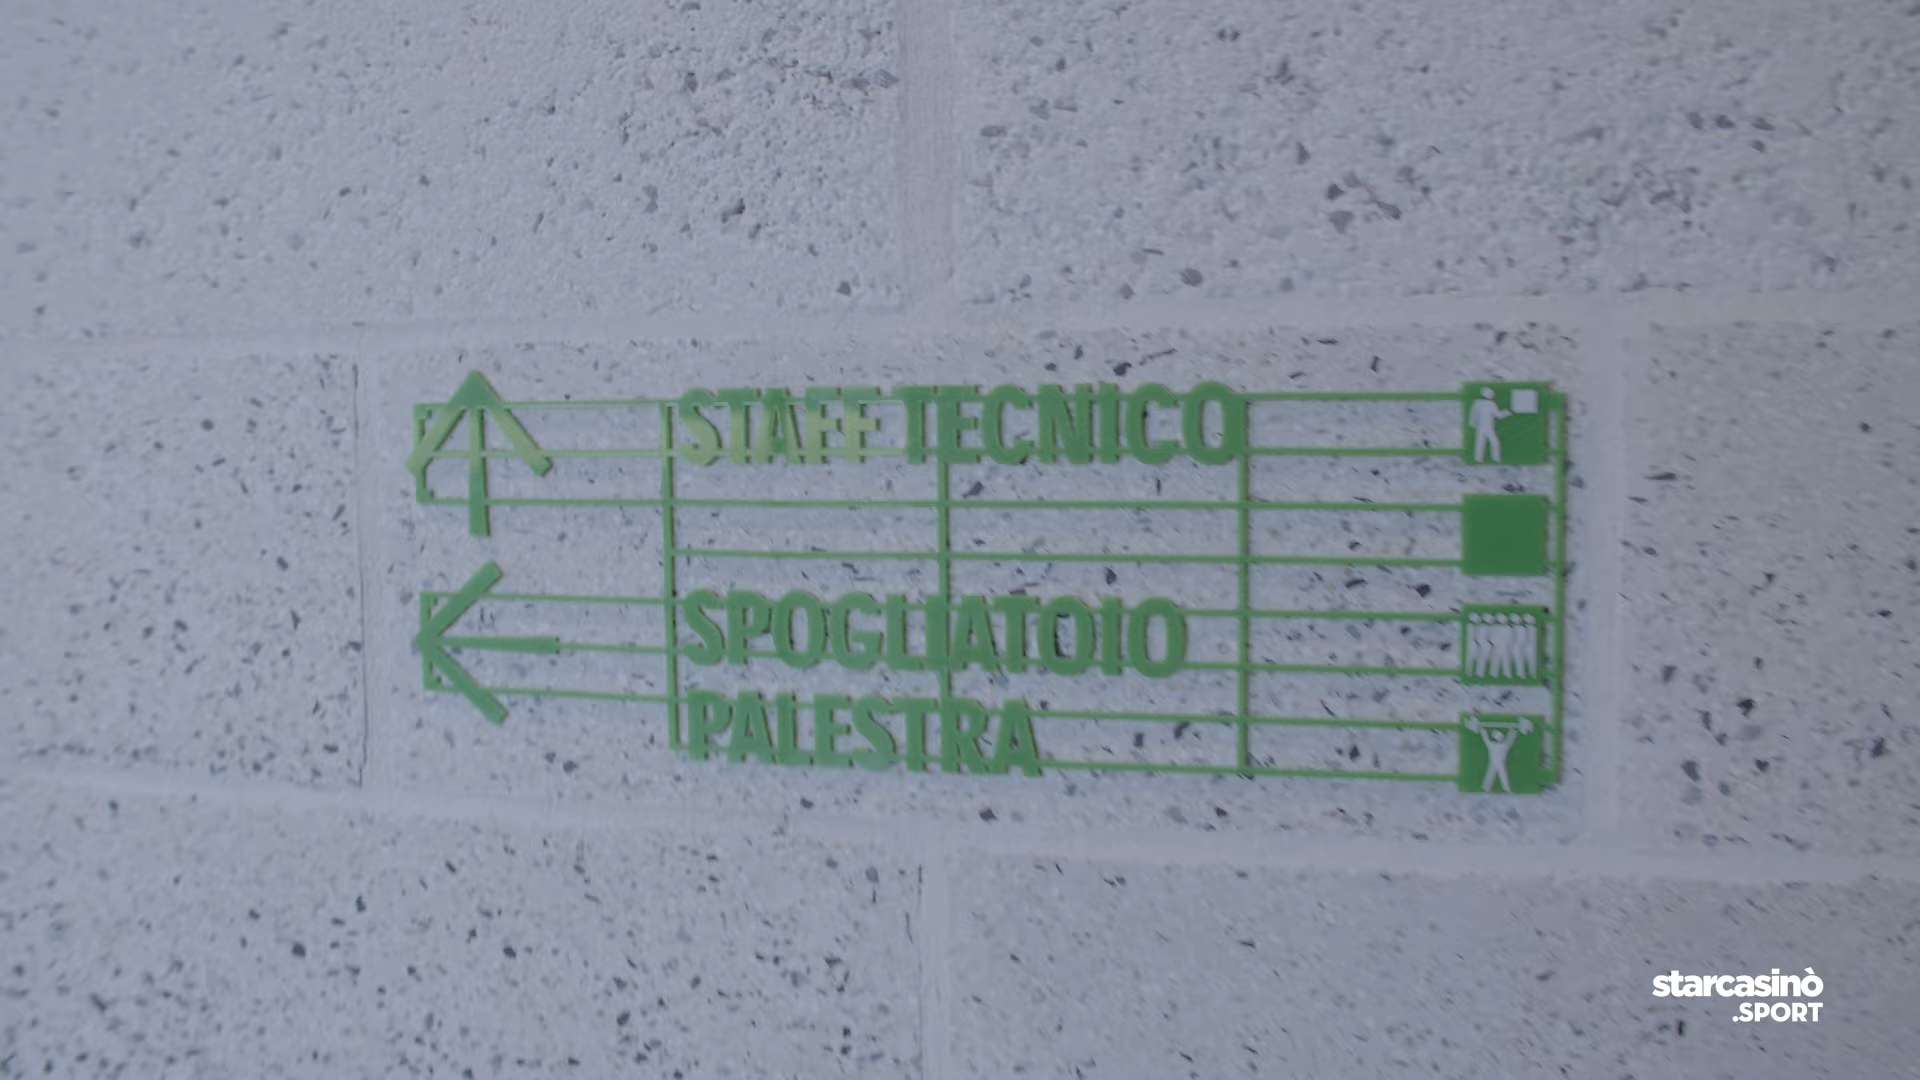 STAFF TECNICO
SPOGLIATOIO
PALESTRA
starcasinò
.SPORT